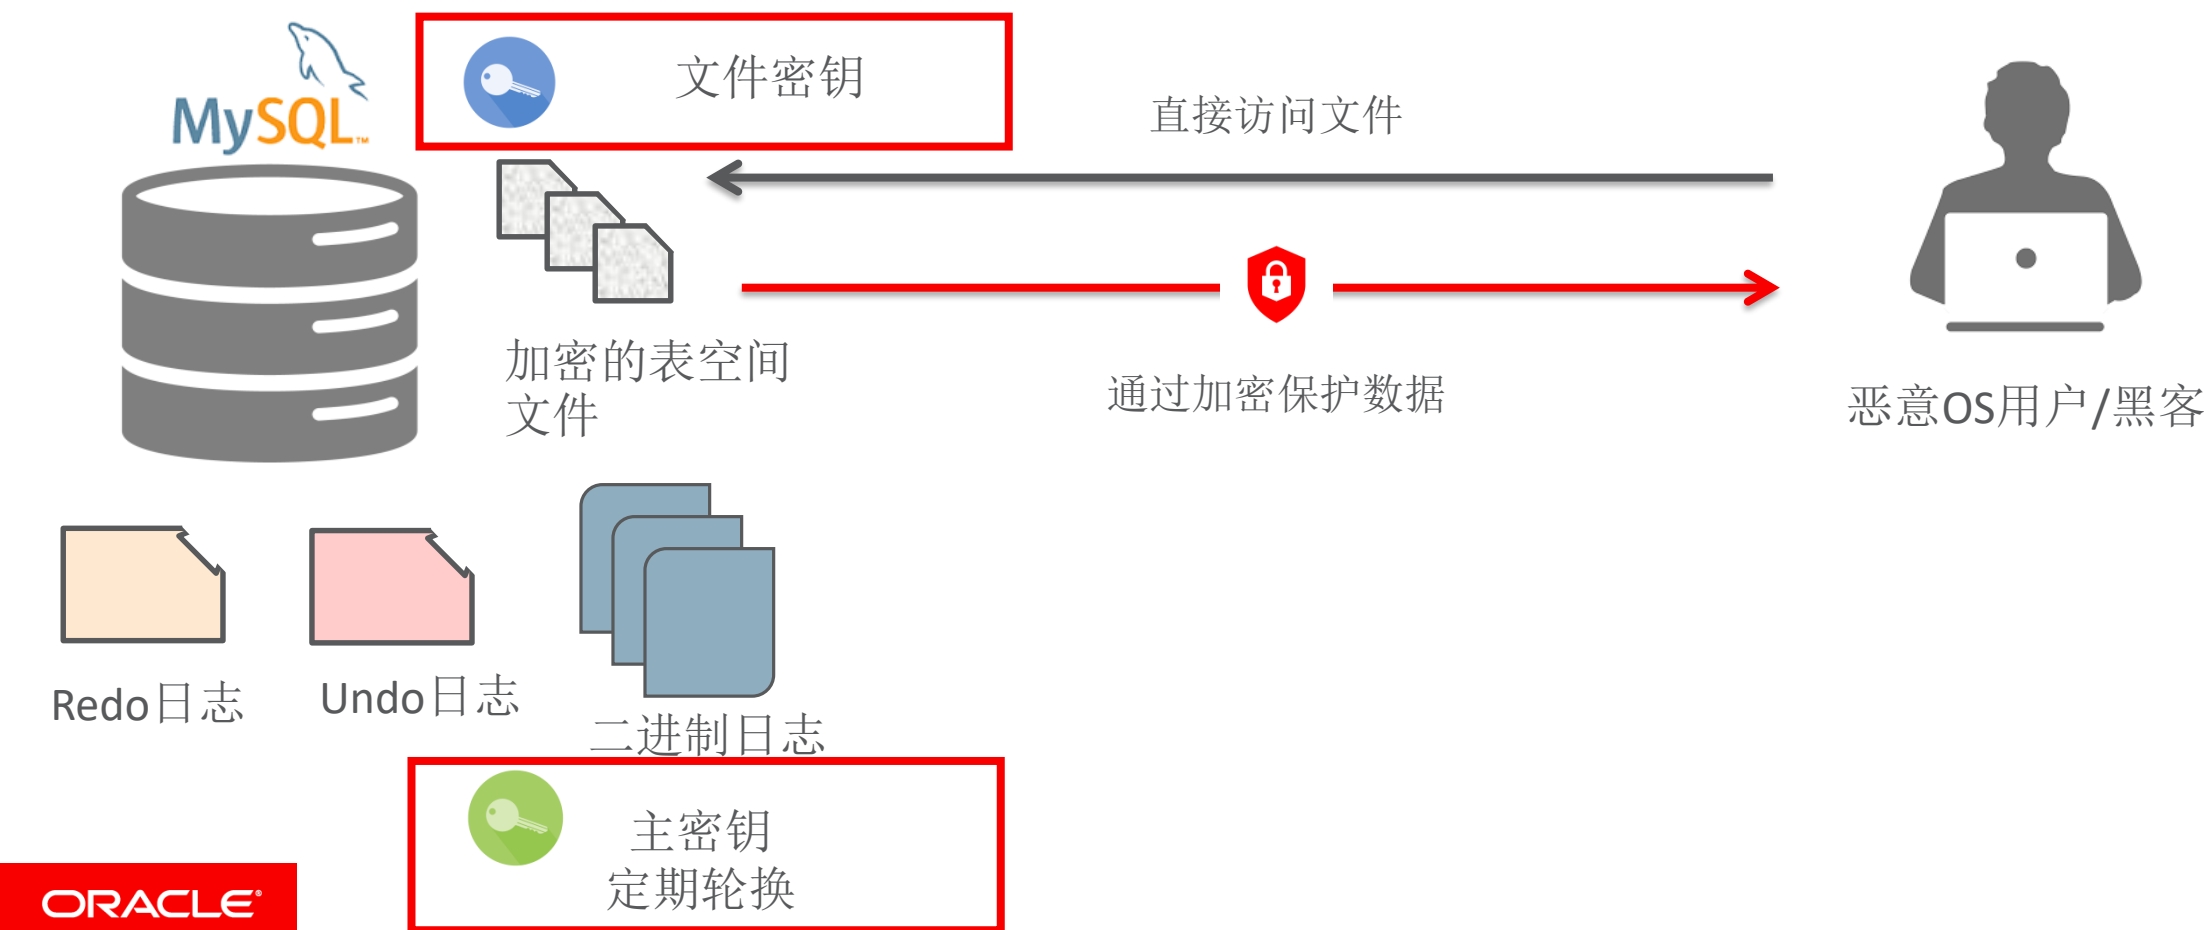 MySQL™
文件密钥
直接访问文件
加密的表空间
文件
通过加密保护数据
恶意OS用户/黑客
Redo日志
Undo日志
二进制日志
主密钥
定期轮换
ORACLE®